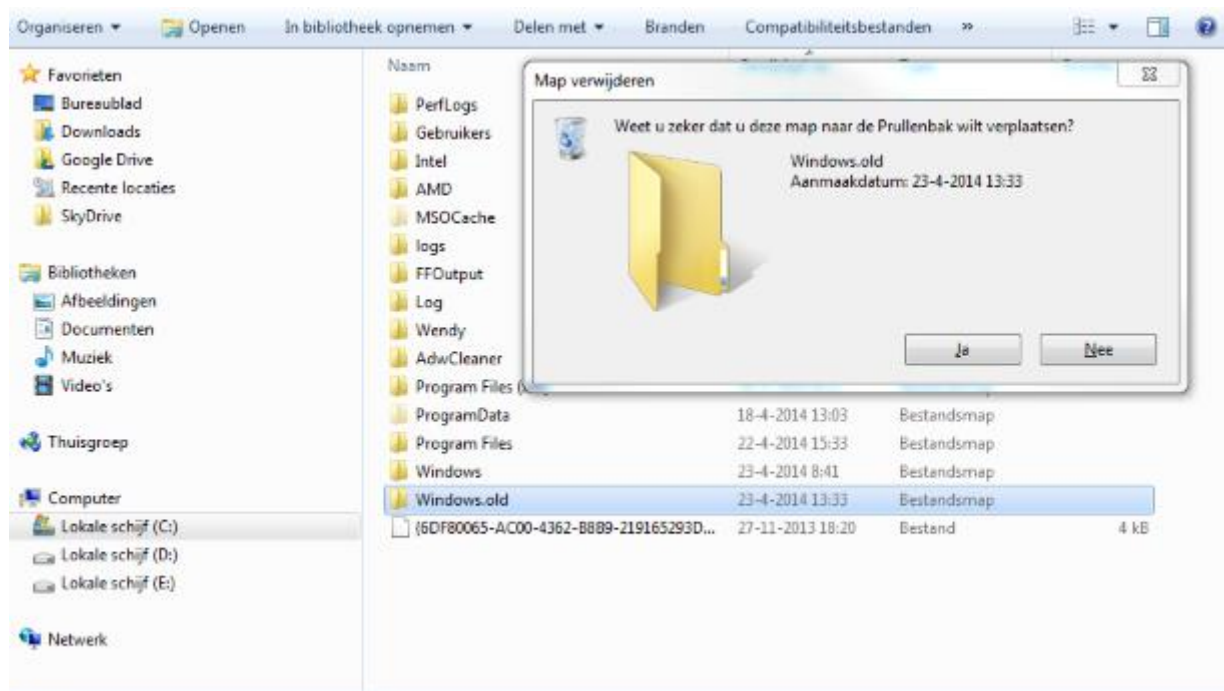 Organiseren Openen In bibliotheek opnemen Delen met Branden Compatibiliteitsbestanden »
Favorieten
Bureaublad
Downloads
Google Drive
Recente locaties
SkyDrive
Bibliotheken
Afbeeldingen
Documenten
Muziek
Video's
Thuisgroep
Computer
Lokale schijf (C:)
Lokale schijf (D:)
Lokale schijf (E:)
Netwerk
Naam
PerfLogs
Gebruikers
Intel
AMD
MSOCache
logs
FFOutput
Log
Wendy
AdwCleaner
Program Files
ProgramData 18-4-2014 13:03 Bestandsmap
Program Files 22-4-2014 15:33 Bestandsmap
Windows 23-4-2014 8:41 Bestandsmap
Windows.old 23-4-2014 13:33 Bestandsmap
{6DF80065-AC00-4362-B8B9-219165293D... 27-11-2013 18:20 Bestand 4 kB
Map verwijderen
Weet u zeker dat u deze map naar de Prullenbak wilt verplaatsen?
Windows.old
Aanmaakdatum: 23-4-2014 13:33
Ja Nee